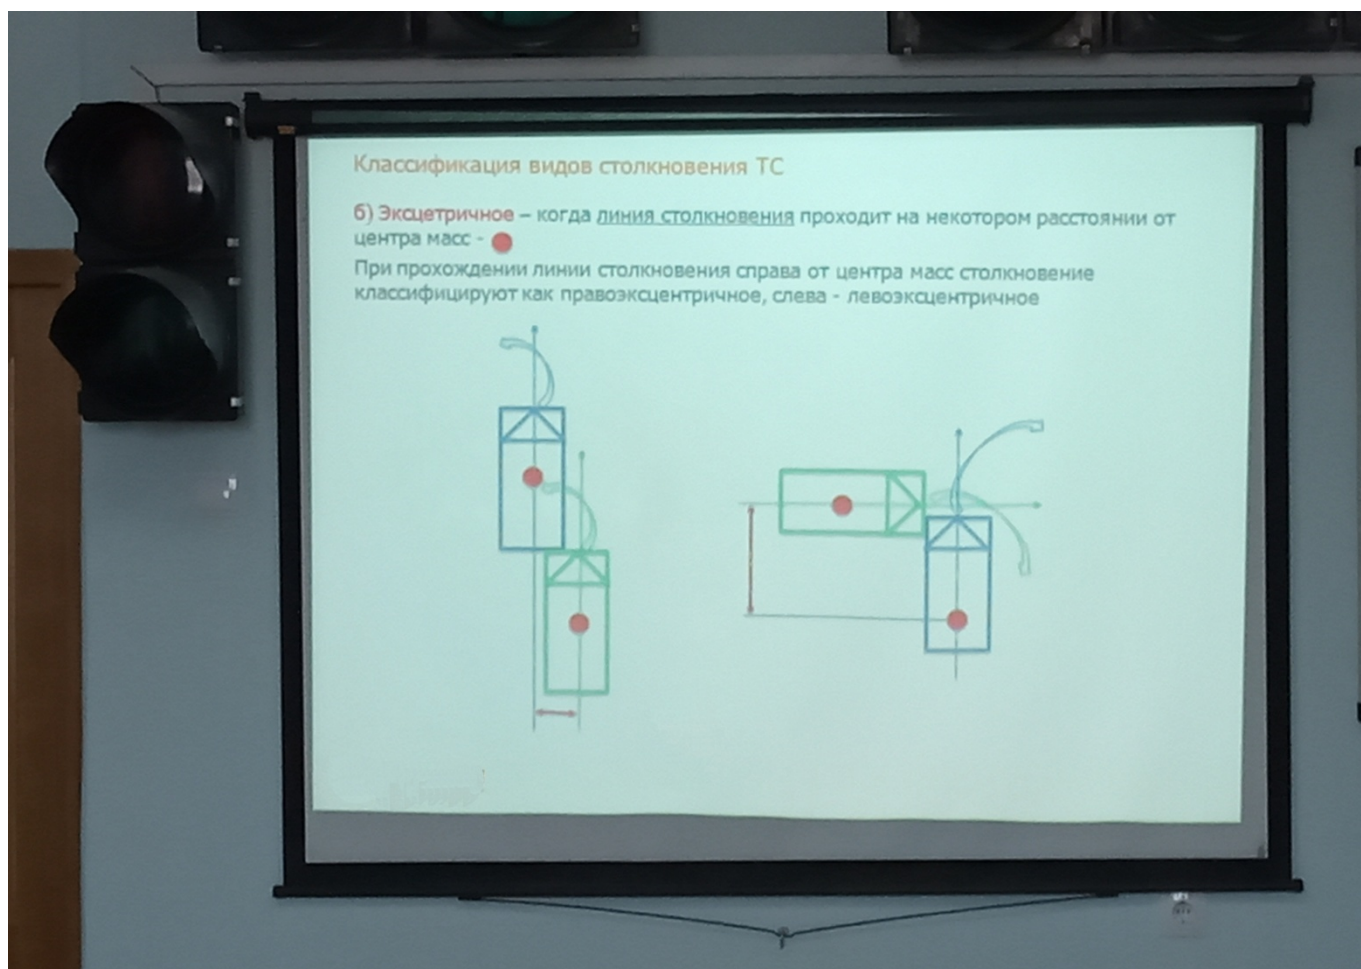 Классификация видов столкновения ТС
б) Эксцетричное – когда линия столкновения проходит на некотором расстоянии от
центра масс -
При прохождении линии столкновения справа от центра масс столкновение
классифицируют как правоэксцентричное, слева - левоэксцентричное